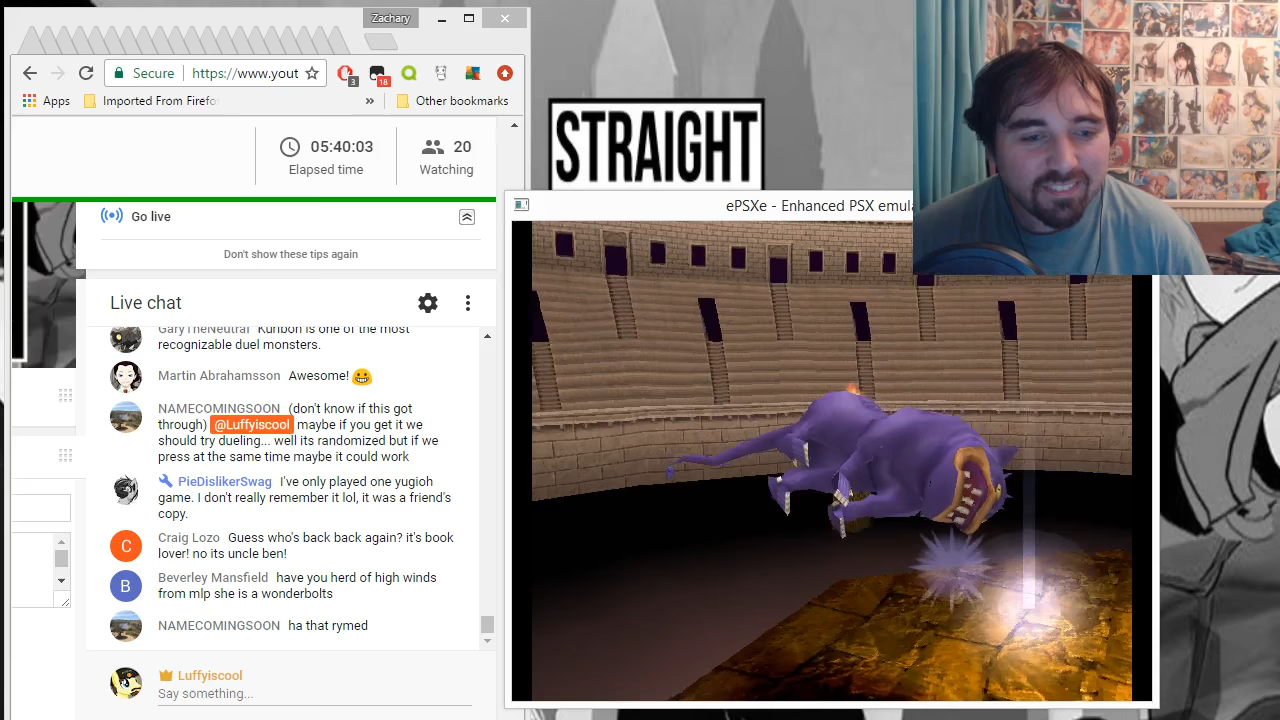 Zachary
Secure https://www.yout
3
18
Apps Imported From Firefo » Other bookmarks
05:40:03
Elapsed time
20
Watching
Go live
Don't show these tips again
Live chat
GaryTheNeutral Kuribon is one of the most
recognizable duel monsters.
Martin Abrahamsson Awesome!
NAMECOMINGSOON (don't know if this got
through) @Luffyiscool maybe if you get it we
should try dueling... well its randomized but if we
press at the same time maybe it could work
PieDislikerSwag I've only played one yugioh
game. I don't really remember it lol, it was a friend's
copy.
C Craig Lozo Guess who's back back again? it's book
lover! no its uncle ben!
B Beverley Mansfield have you herd of high winds
from mlp she is a wonderbolts
NAMECOMINGSOON ha that rymed
Luffyiscool
Say something...
STRAIGHT
ePSXe - Enhanced PSX emula